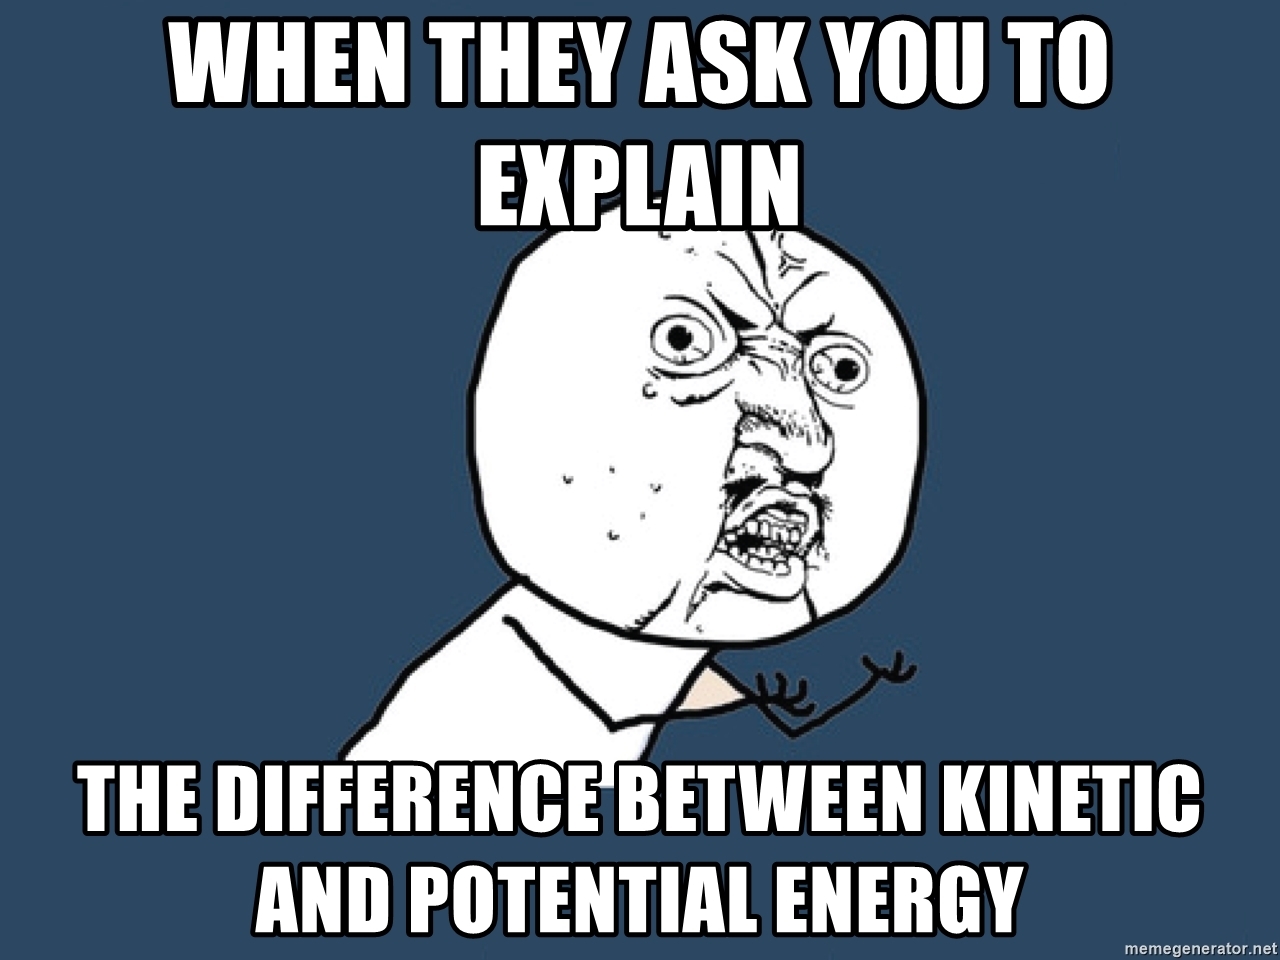 WHEN THEY ASK YOU TO
EXPLAIN
THE DIFFERENCE BETWEEN KINETIC
AND POTENTIAL ENERGY
memegenerator.net